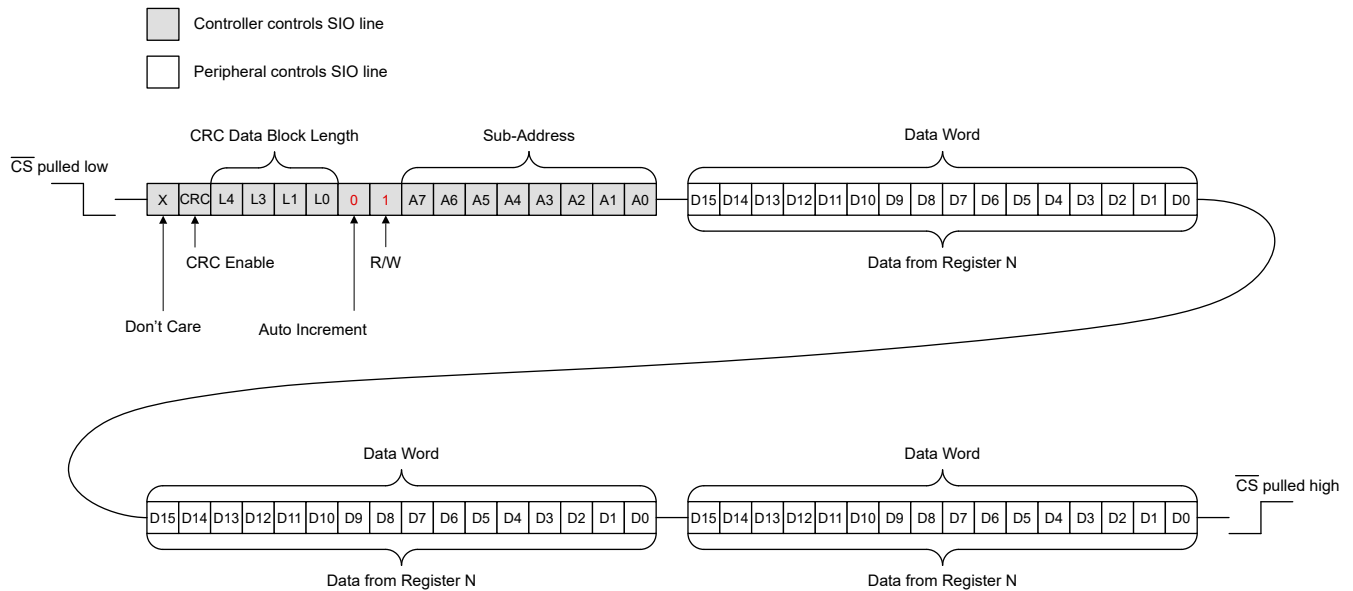 Controller controls SIO line
Peripheral controls SIO line
CRC Data Block Length
Sub-Address
Data Word
CS pulled low
X CRC L4 L3 L1 L0 0 1 A7 A6 A5 A4 A3 A2 A1 A0 D15 D14 D13 D12 D11 D10 D9 D8 D7 D6 D5 D4 D3 D2 D1 D0
CRC Enable
R/W
Data from Register N
Don't Care
Auto Increment
Data Word
Data Word
CS pulled high
D15 D14 D13 D12 D11 D10 D9 D8 D7 D6 D5 D4 D3 D2 D1 D0 D15 D14 D13 D12 D11 D10 D9 D8 D7 D6 D5 D4 D3 D2 D1 D0
Data from Register N
Data from Register N